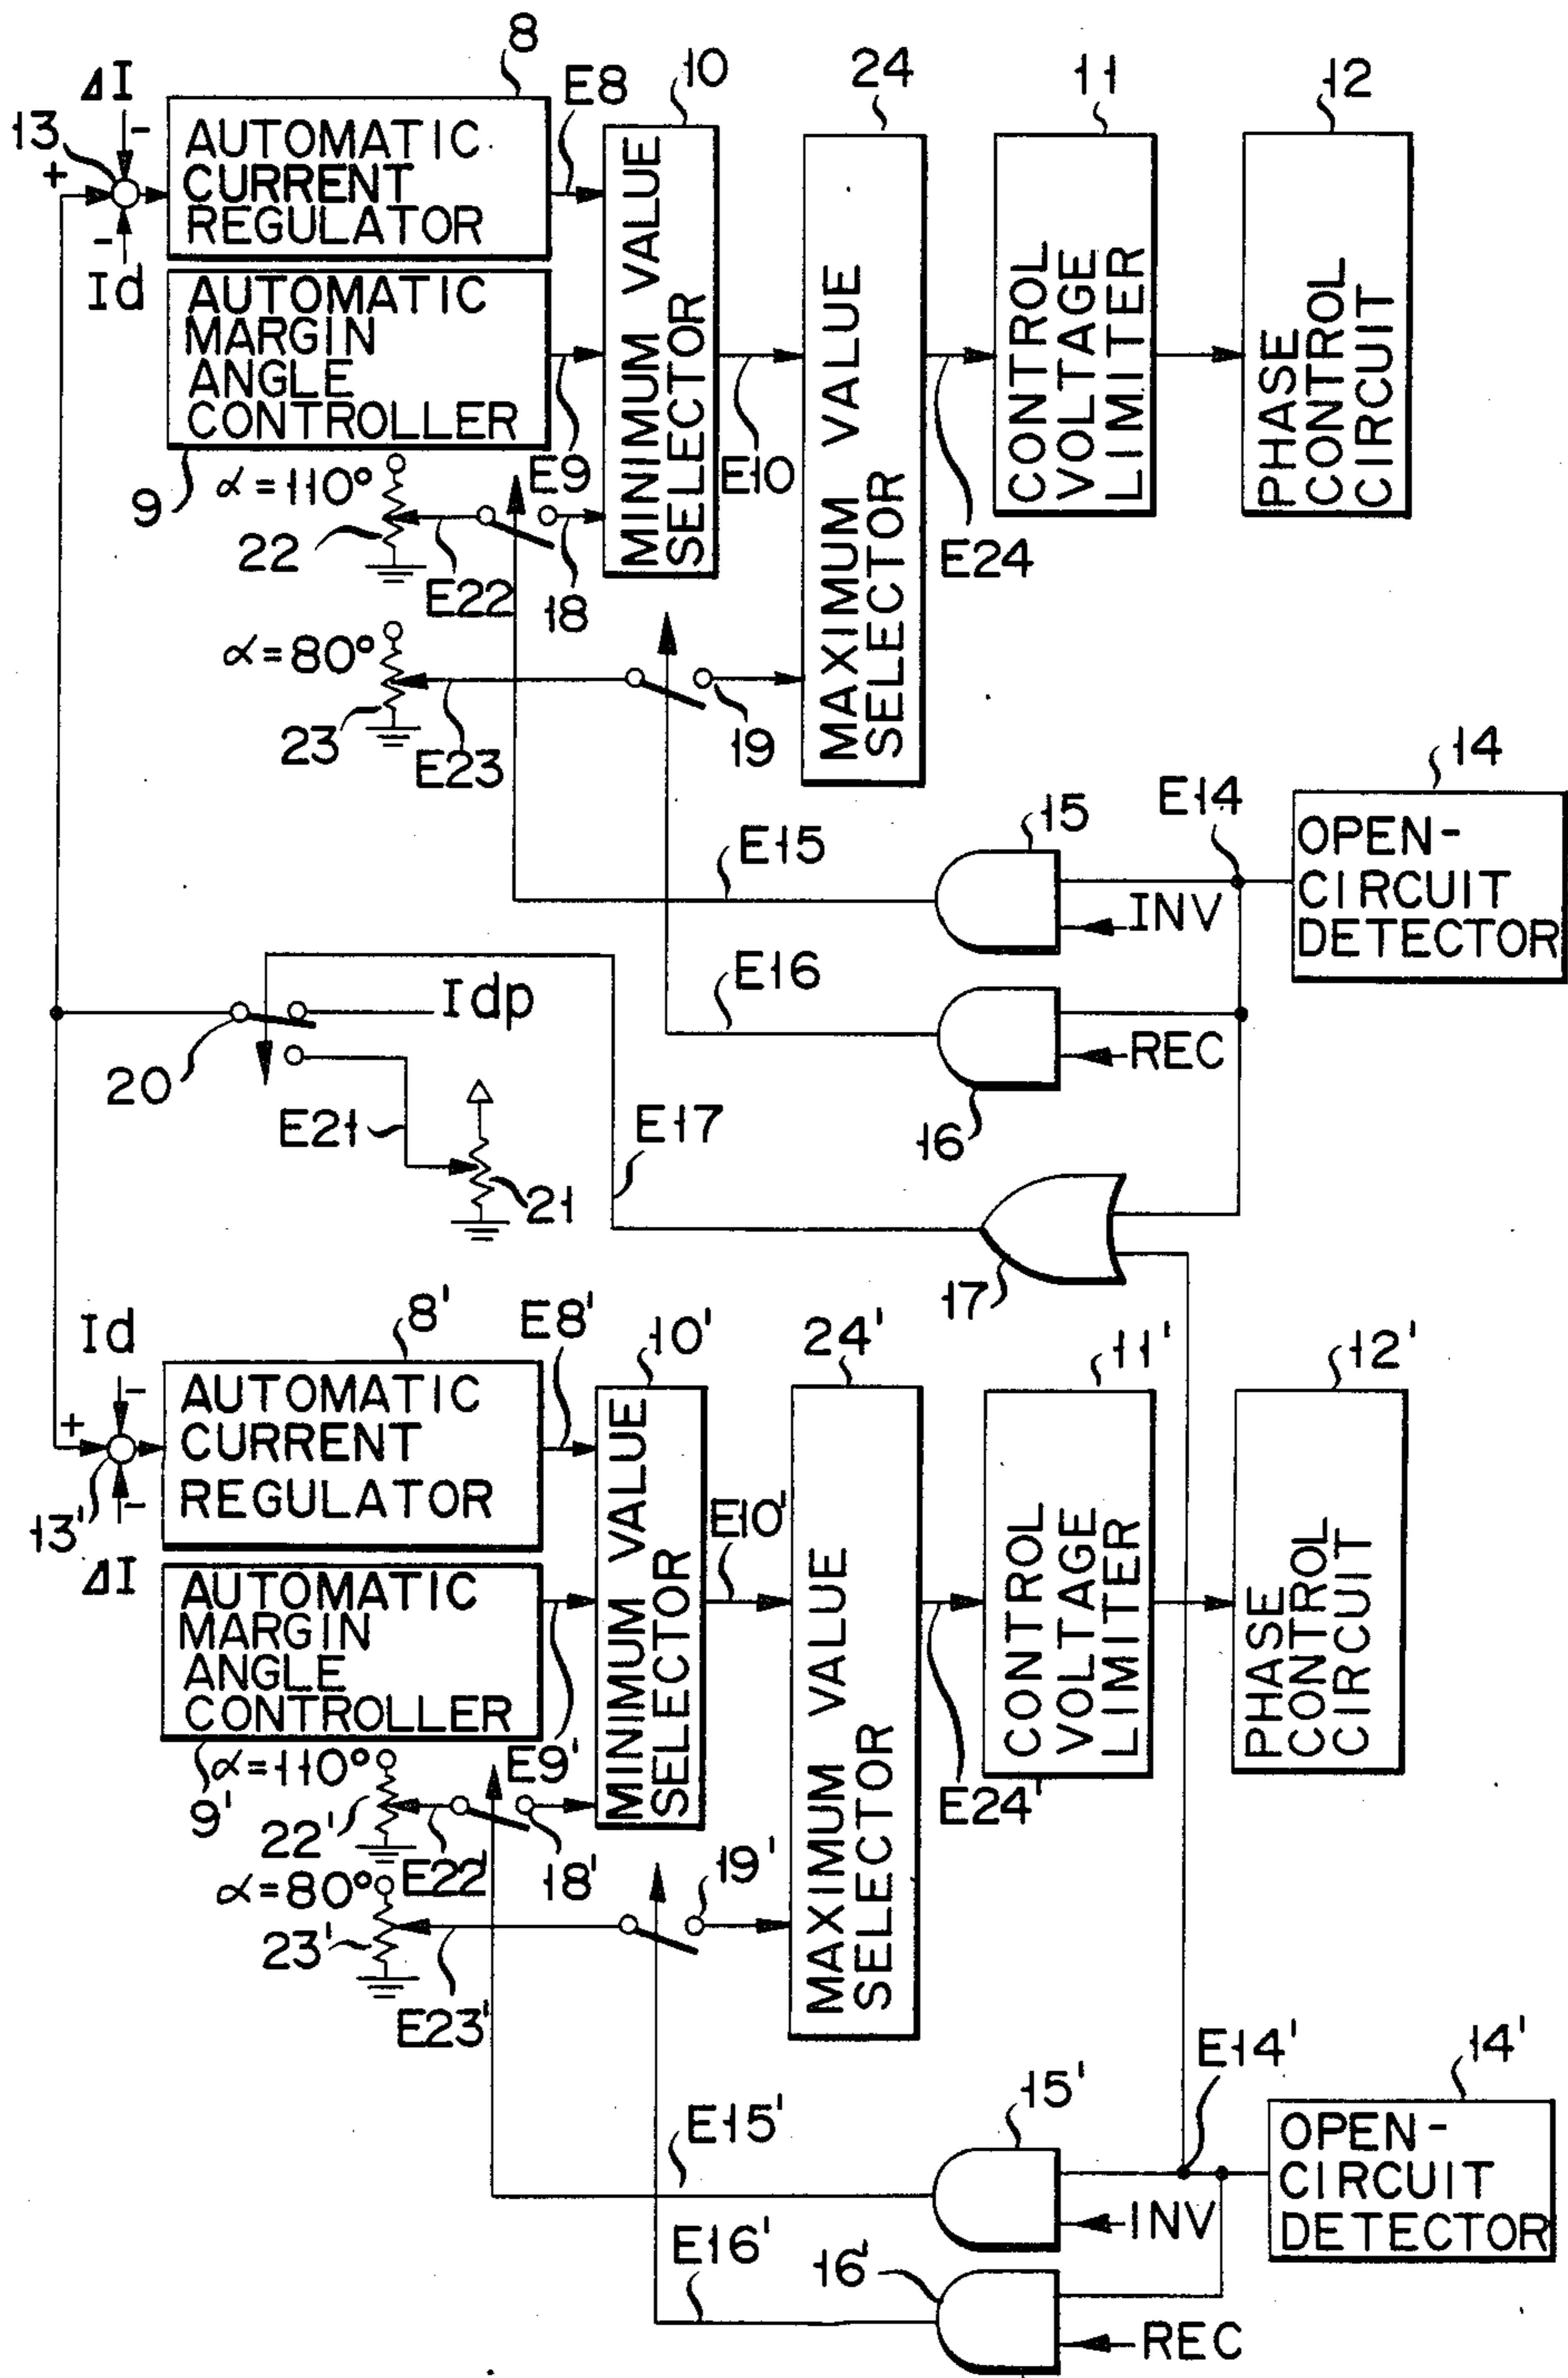 8
ΔI
-
13
+
-
Id
AUTOMATIC
CURRENT
REGULATOR
E8
10
24
11
12
AUTOMATIC
MARGIN
ANGLE
CONTROLLER
9
E9
MINIMUM VALUE
SELECTOR
E10
MAXIMUM VALUE
SELECTOR
E24
CONTROL
VOLTAGE
LIMITER
PHASE
CONTROL
CIRCUIT
α=110°
22
E22
18
α=80°
23
E23
19
14
E14
15
E15
INV
OPEN-
CIRCUIT
DETECTOR
E16
REC
16
Idp
20
E21
21
E17
17
Id
-
+
-
13'
ΔI
8'
AUTOMATIC
CURRENT
REGULATOR
E8'
10'
24'
11'
12'
AUTOMATIC
MARGIN
ANGLE
CONTROLLER
9'
E9'
MINIMUM VALUE
SELECTOR
E10'
MAXIMUM VALUE
SELECTOR
E24'
CONTROL
VOLTAGE
LIMITER
PHASE
CONTROL
CIRCUIT
α=110°
22'
E22'
18'
α=80°
23'
E23'
19'
14'
E14'
15'
E15'
INV
OPEN-
CIRCUIT
DETECTOR
E16'
16'
REC